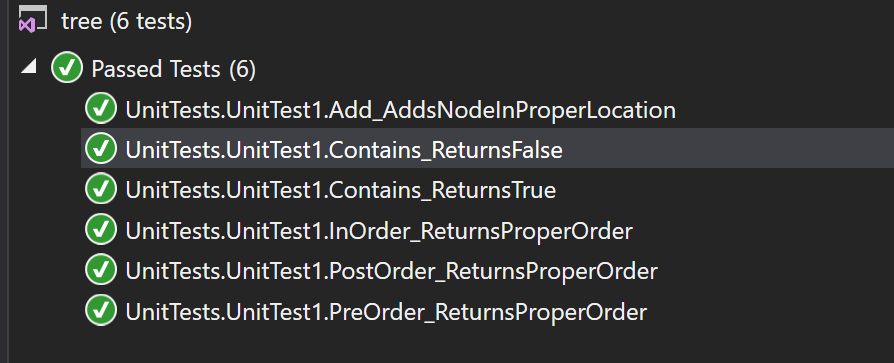 tree (6 tests)
Passed Tests (6)
UnitTests.UnitTest1.Add_AddsNodeInProperLocation
UnitTests.UnitTest1.Contains_ReturnsFalse
UnitTests.UnitTest1.Contains_ReturnsTrue
UnitTests.UnitTest1.InOrder_ReturnsProperOrder
UnitTests.UnitTest1.PostOrder_ReturnsProperOrder
UnitTests.UnitTest1.PreOrder_ReturnsProperOrder